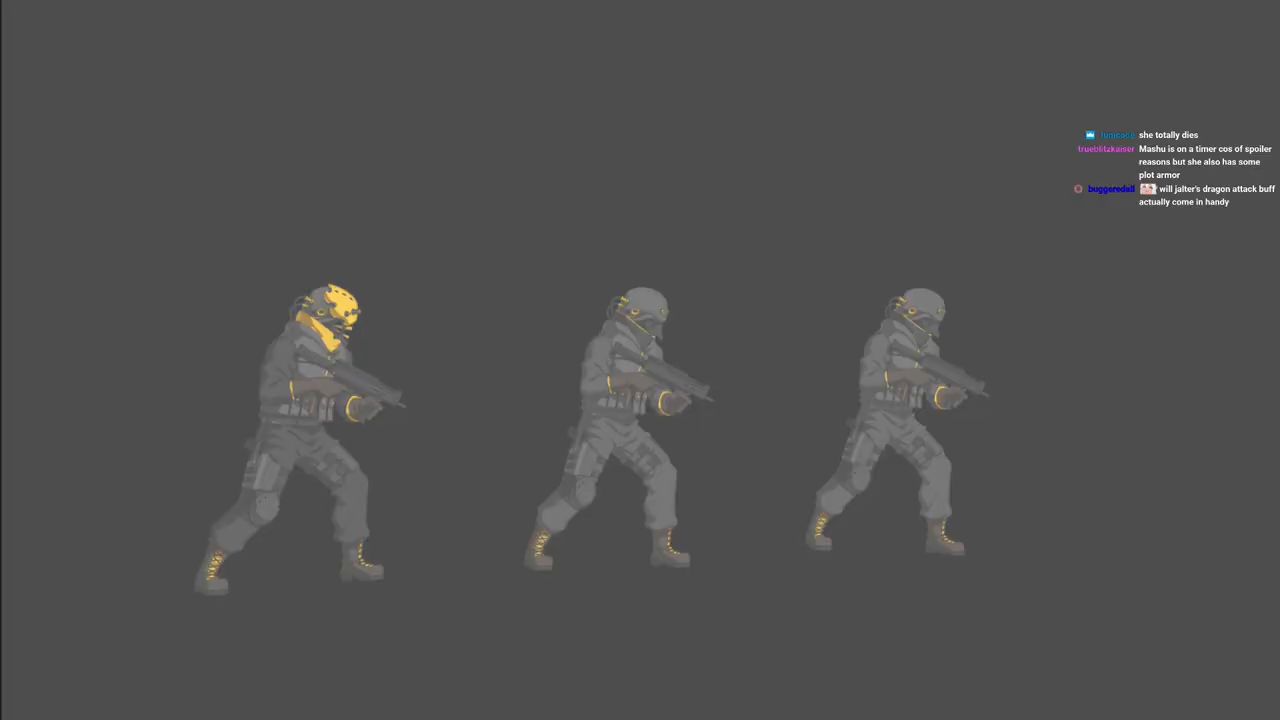 she totally dies
trueblitzkaiser Mashu is on a timer cos of spoiler
reasons but she also has some
plot armor
buggeredall will jalter's dragon attack buff
actually come in handy